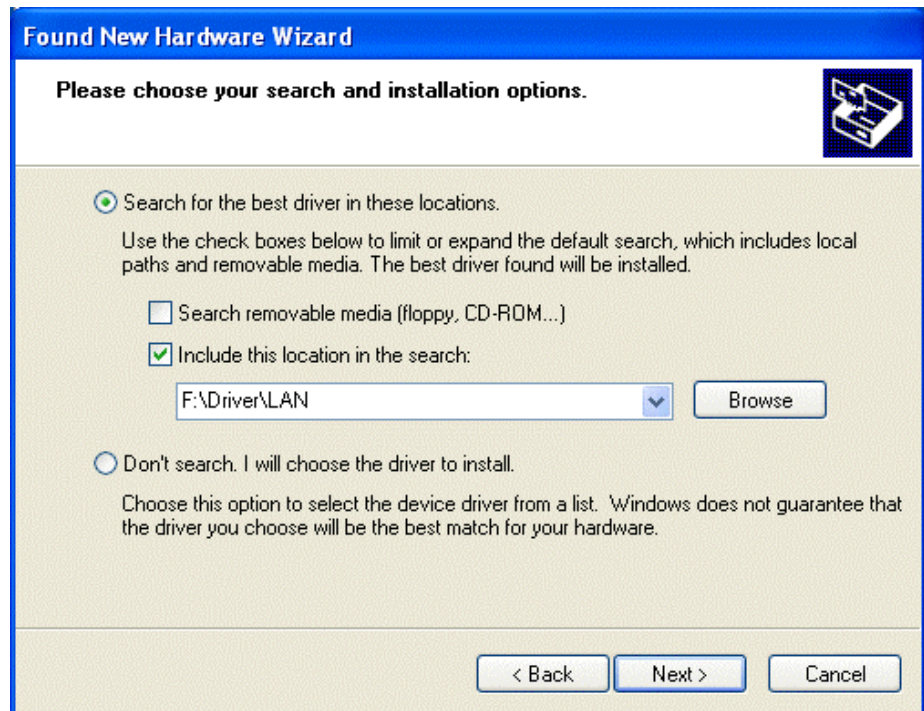 Found New Hardware Wizard
Please choose your search and installation options.
Search for the best driver in these locations.
Use the check boxes below to limit or expand the default search, which includes local
paths and removable media. The best driver found will be installed.
Search removable media (floppy, CD-ROM...)
Include this location in the search:
F:\Driver\LAN
Browse
Don't search. I will choose the driver to install.
Choose this option to select the device driver from a list. Windows does not guarantee that
the driver you choose will be the best match for your hardware.
< Back Next > Cancel